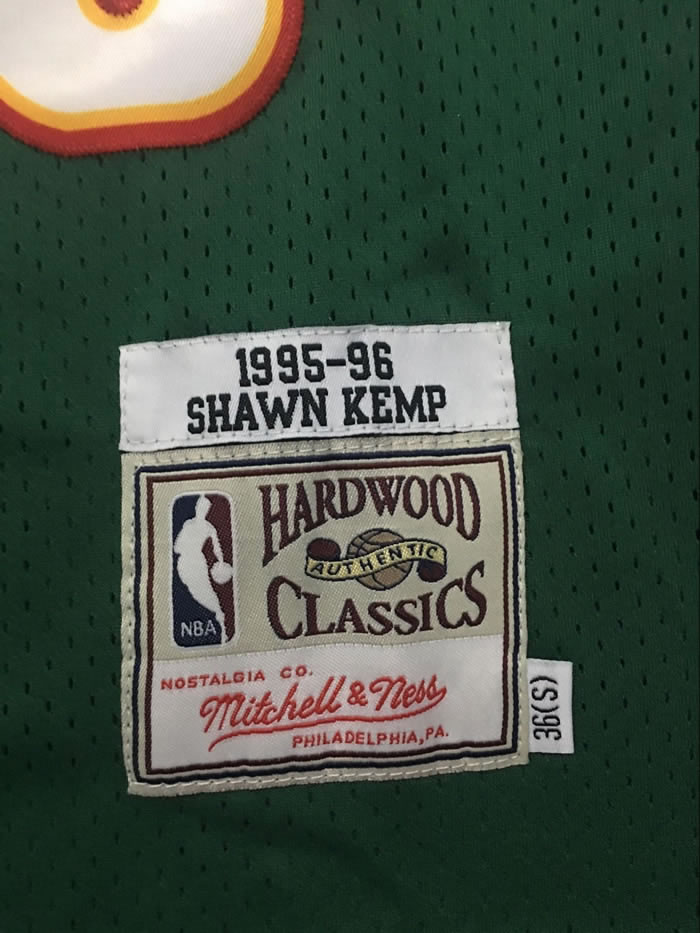 1995-96
SHAWN KEMP
HARDWOOD
AUTHENTIC
CLASSICS
NBA
NOSTALGIA CO.
Mitchell & Ness
PHILADELPHIA, PA.
36(S)